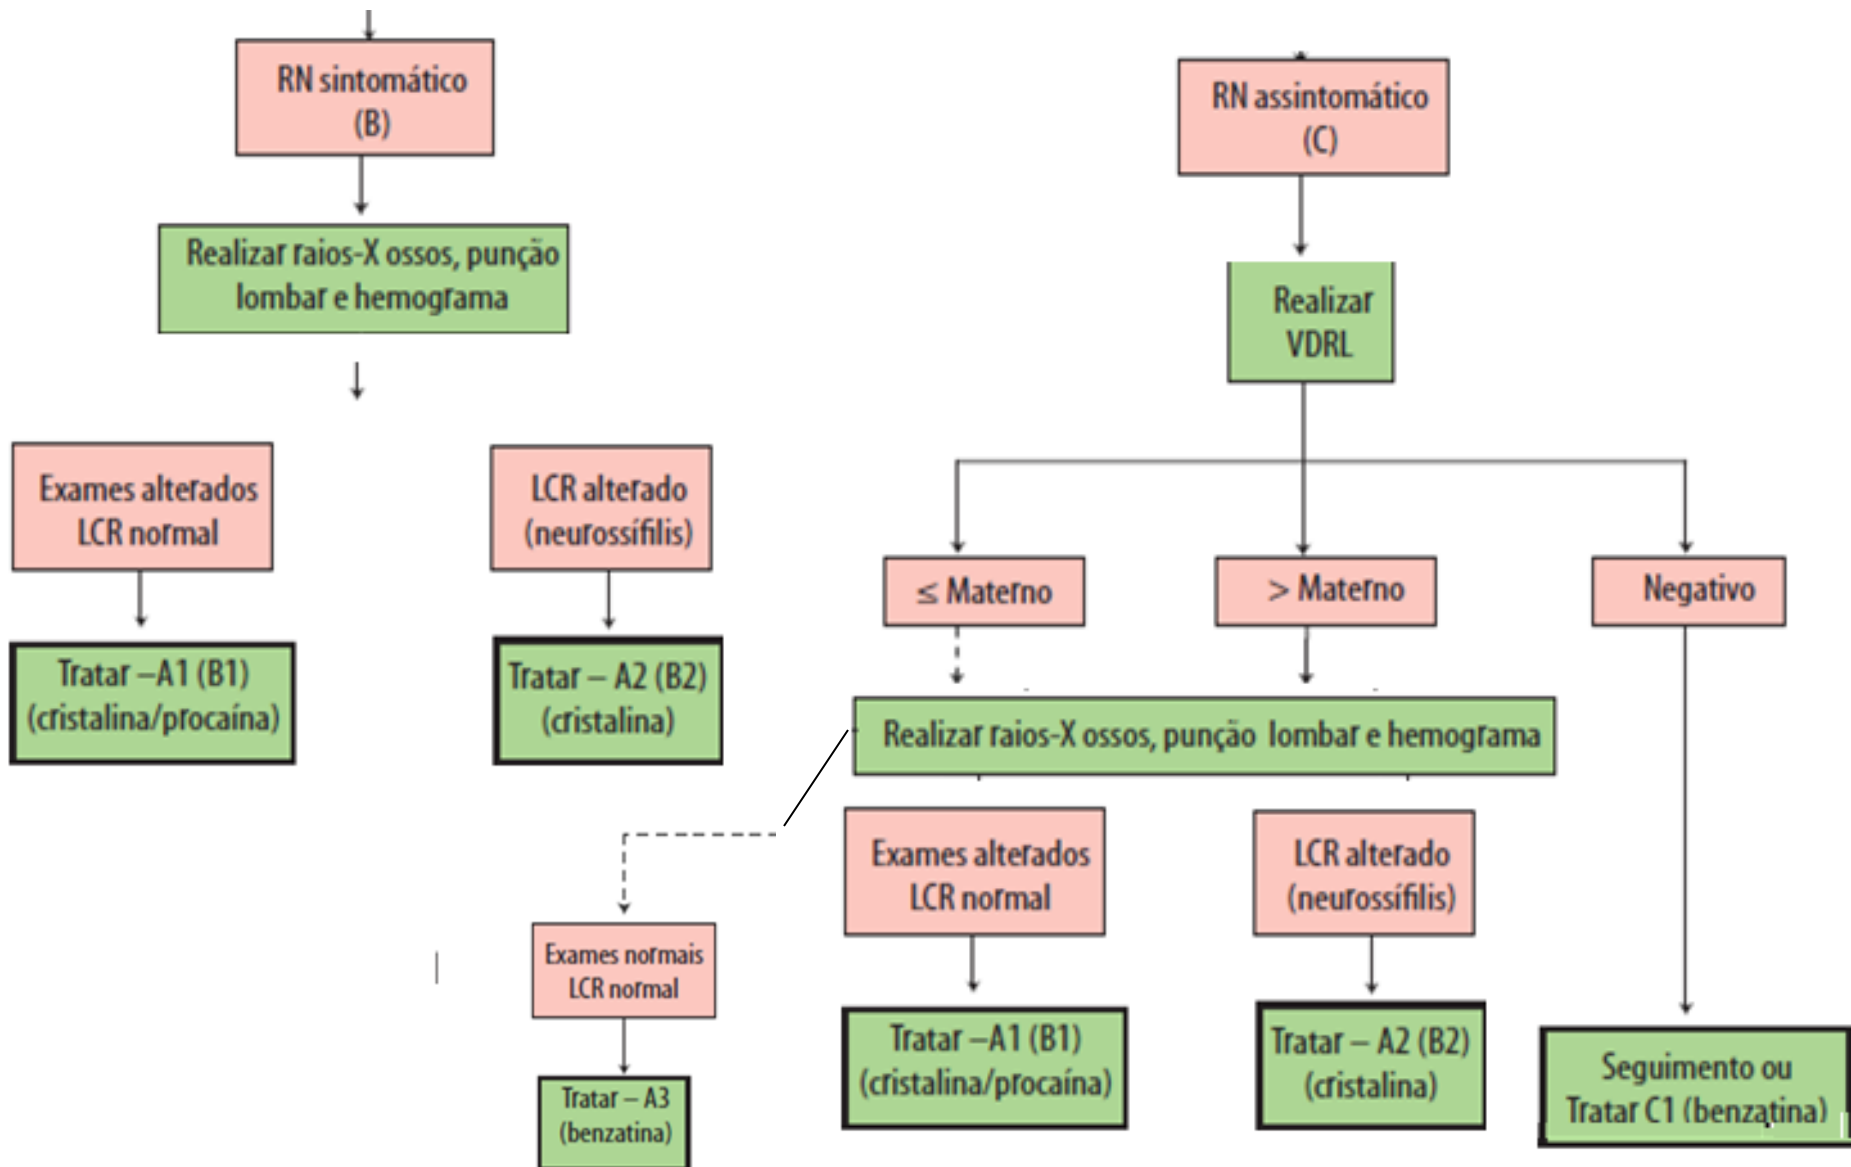 RN sintomático
(B)
Realizar raios-X ossos, punção
lombar e hemograma
Exames alterados
LCR normal
LCR alterado
(neurossífilis)
Tratar –A1 (B1)
(cristalina/procaína)
Tratar – A2 (B2)
(cristalina)
RN assintomático
(C)
Realizar
VDRL
≤ Materno
> Materno
Negativo
Realizar raios-X ossos, punção lombar e hemograma
Exames normais
LCR normal
Tratar – A3
(benzatina)
Exames alterados
LCR normal
Tratar –A1 (B1)
(cristalina/procaína)
LCR alterado
(neurossífilis)
Tratar – A2 (B2)
(cristalina)
Seguimento ou
Tratar C1 (benzatina)